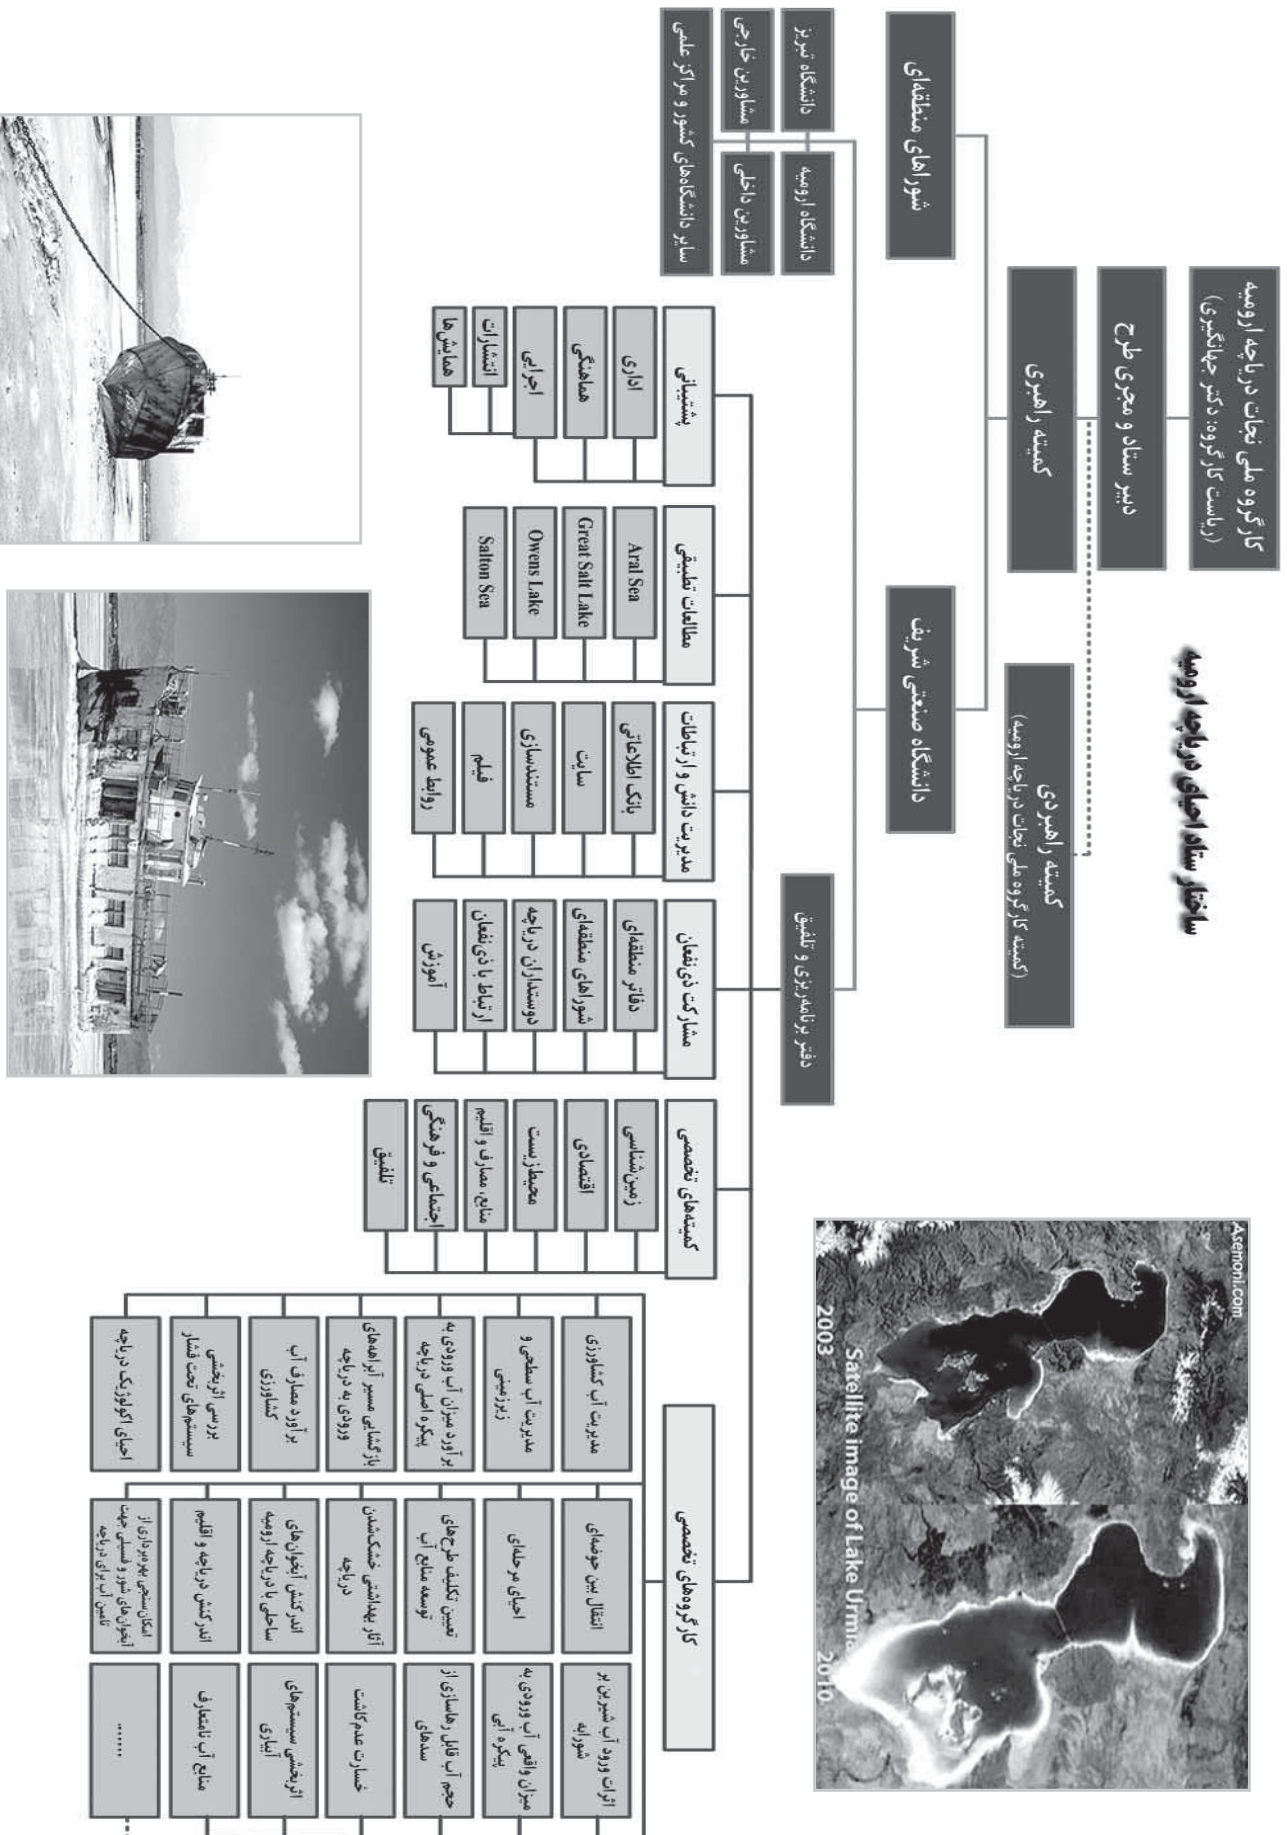 ساختار ستاد احیای دریاچه ارومیه
کارگروه ملی نجات دریاچه ارومیه
(ریاست کارگروه: دکتر جهانگیری)
دبیر ستاد و مجری طرح
کمیته راهبری
کمیته راهبردی
(کمیته کارگروه ملی نجات دریاچه ارومیه)
شوراهای منطقه‌ای
دانشگاه صنعتی شریف
دانشگاه تبریز
دانشگاه ارومیه
مشاورین خارجی
مشاورین داخلی
سایر دانشگاه‌های کشور و مراکز علمی
دفتر برنامه‌ریزی و تلفیق
پشتیبانی
اداری
هماهنگی
اجرایی
انتشارات
همایش‌ها
مطالعات تطبیقی
Aral Sea
Great Salt Lake
Owens Lake
Salton Sea
مدیریت دانش و ارتباطات
بانک اطلاعاتی
سایت
مستندسازی
فیلم
روابط عمومی
مشارکت ذی‌نفعان
دفاتر منطقه‌ای
شوراهای منطقه‌ای
دوستداران دریاچه
ارتباط با ذی‌نفعان
آموزش
کمیته‌های تخصصی
زمین‌شناسی
اقتصادی
محیط‌زیست
منابع، مصارف و اقلیم
اجتماعی و فرهنگی
تلفیق
کارگروه‌های تخصصی
مدیریت آب کشاورزی
مدیریت آب سطحی و
زیرزمینی
برآورد میزان آب ورودی به
پیکره اصلی دریاچه
بازگشایی مسیر آبراهه‌های
ورودی به دریاچه
برآورد مصارف آب
کشاورزی
بررسی اثربخشی
سیستم‌های تحت فشار
احیای اکولوژیک دریاچه
انتقال بین حوضه‌ای
احیای مرحله‌ای
تعیین تکلیف طرح‌های
توسعه منابع آب
آثار بهداشتی خشک‌شدن
دریاچه
اندرکنش آبخوان‌های
ساحلی با دریاچه ارومیه
اندرکنش دریاچه و اقلیم
امکان‌سنجی بهره‌برداری از
آبخوان‌های شور و فسیلی جهت
تامین آب برای دریاچه
اثرات ورود آب شیرین بر
شورابه
میزان واقعی آب ورودی به
پیکره آبی
حجم آب قابل رهاسازی از
سدهای
خسارت عدم‌کاشت
اثربخشی سیستم‌های
آبیاری
منابع آب نامتعارف
......
Asemoni.com
Satellite image of Lake Urmia
2003
2010